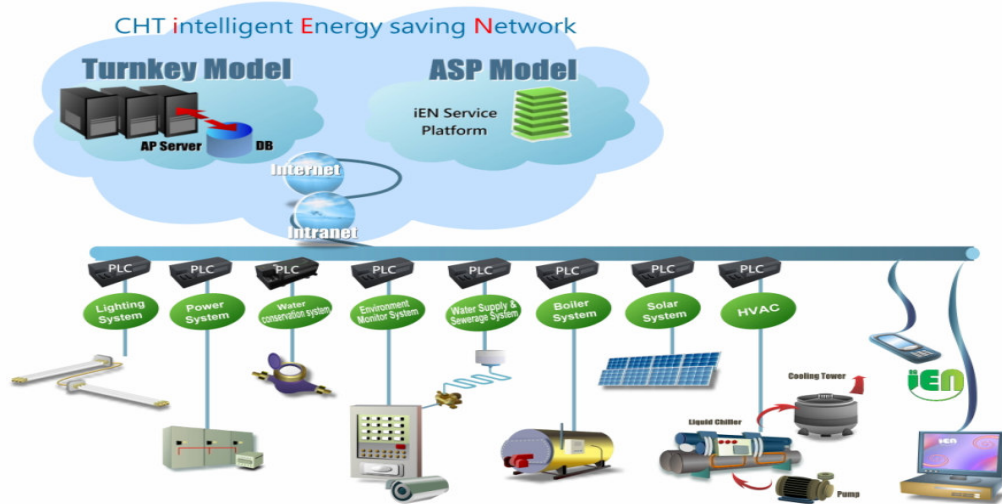 CHT intelligent Energy saving Network
Turnkey Model
ASP Model
iEN Service
Platform
AP Server
DB
Internet
Intranet
PLC
PLC
PLC
PLC
PLC
PLC
PLC
PLC
Lighting
System
Power
System
Water
conservation system
Environment
Monitor System
Water Supply &
Sewerage System
Boiler
System
Solar
System
HVAC
Cooling Tower
iEN
Liquid Chiller
iEN
Pump